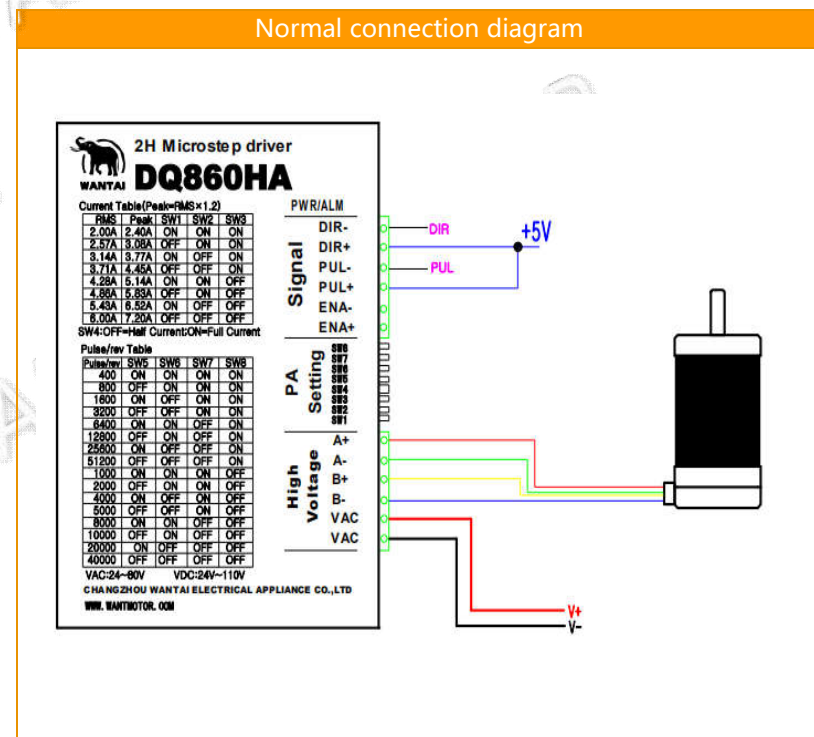 Normal connection diagram
WANTAI
2H Microstep driver
DQ860HA
Current Table(Peak=RMS×1.2)
RMS Peak SW1 SW2 SW3
2.00A 2.40A ON ON ON
2.57A 3.08A OFF ON ON
3.14A 3.77A ON OFF ON
3.71A 4.45A OFF OFF ON
4.28A 5.14A ON ON OFF
4.86A 5.83A OFF ON OFF
5.43A 6.52A ON OFF OFF
6.00A 7.20A OFF OFF OFF
SW4:OFF=Half Current:ON=Full Current
Pulse/rev Table
Pulse/rev SW5 SW6 SW7 SW8
400 ON ON ON ON
800 OFF ON ON ON
1600 ON OFF ON ON
3200 OFF OFF ON ON
6400 ON ON OFF ON
12800 OFF ON OFF ON
25600 ON OFF OFF ON
51200 OFF OFF OFF ON
1000 ON ON ON OFF
2000 OFF ON ON OFF
4000 ON OFF ON OFF
5000 OFF OFF ON OFF
8000 ON ON OFF OFF
10000 OFF ON OFF OFF
20000 ON OFF OFF OFF
40000 OFF OFF OFF OFF
VAC:24~80V VDC:24V~110V
CHANGZHOU WANTAI ELECTRICAL APPLIANCE CO.,LTD
WWW.WANTMOTOR.COM
PWR/ALM
Signal
DIR-
DIR+
PUL-
PUL+
ENA-
ENA+
PA
Setting
SW8
SW7
SW6
SW5
SW4
SW3
SW2
SW1
High
Voltage
A+
A-
B+
B-
VAC
VAC
DIR
+5V
PUL
V+
V-